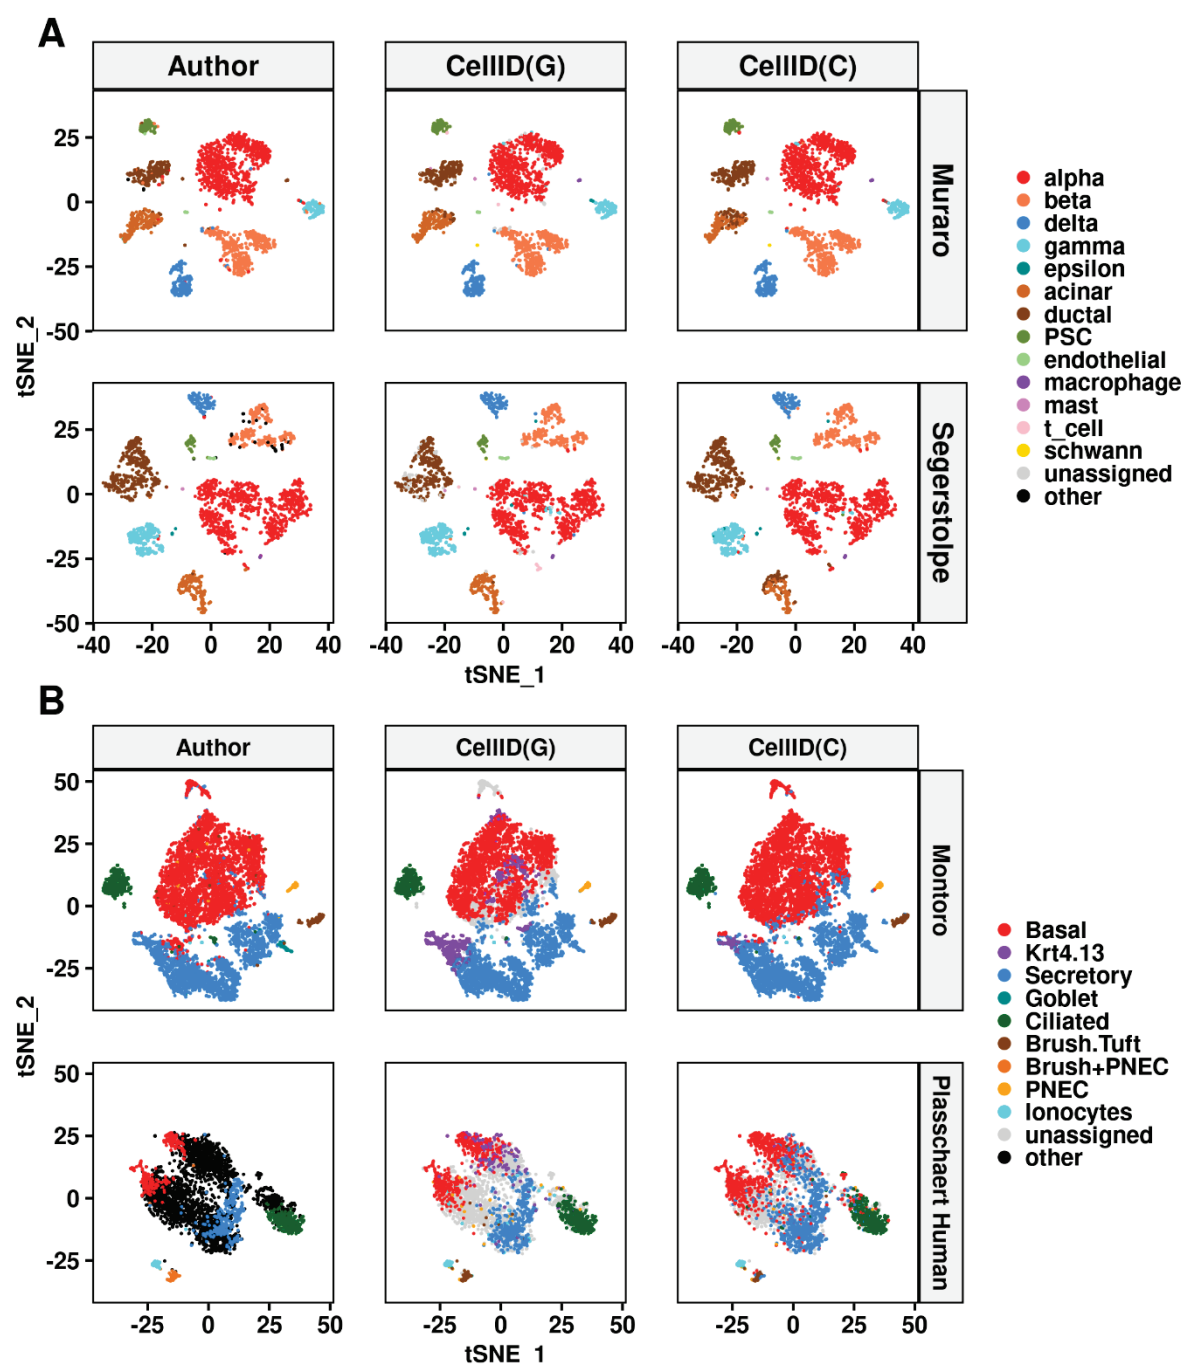 A
Author
CellID(G)
CellID(C)
25
0
-25
-50
Muraro
tSNE_2
25
0
-25
-50
Segerstolpe
-40
-20
0
20
40
-40
-20
0
20
40
-40
-20
0
20
40
tSNE_1
alpha
beta
delta
gamma
epsilon
acinar
ductal
PSC
endothelial
macrophage
mast
t_cell
schwann
unassigned
other
B
Author
CellID(G)
CellID(C)
50
25
0
-25
Montoro
tSNE_2
50
25
0
-25
Plasschaert Human
-25
0
25
50
-25
0
25
50
-25
0
25
50
tSNE_1
Basal
Krt4.13
Secretory
Goblet
Ciliated
Brush.Tuft
Brush+PNEC
PNEC
Ionocytes
unassigned
other